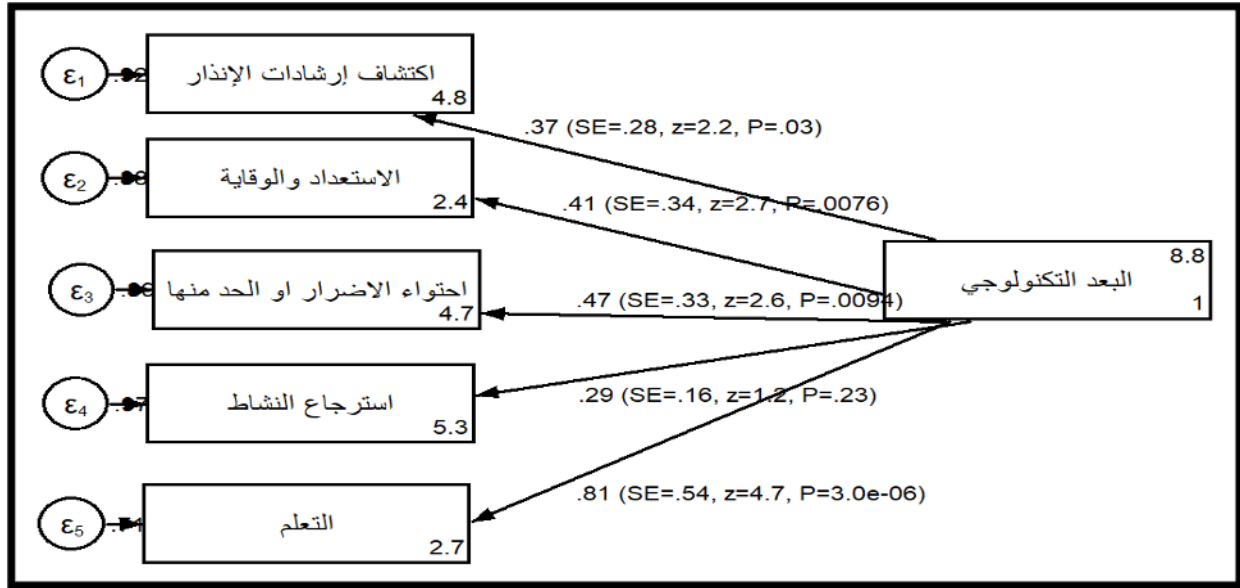 ε1
اكتشاف إرشادات الإنذار
4.8
.37 (SE=.28, z=2.2, P=.03)
ε2
الاستعداد والوقاية
2.4
.41 (SE=.34, z=2.7, P=.0076)
8.8
البعد التكنولوجي
1
ε3
احتواء الاضرار او الحد منها
4.7
.47 (SE=.33, z=2.6, P=.0094)
ε4
استرجاع النشاط
5.3
.29 (SE=.16, z=1.2, P=.23)
ε5
التعلم
2.7
.81 (SE=.54, z=4.7, P=3.0e-06)